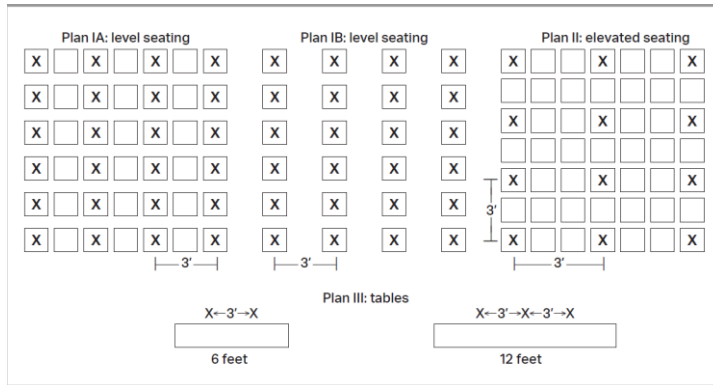 Plan IA: level seating Plan IB: level seating Plan II: elevated seating
X X X X X X X X X X X
X X X X X X X X
X X X X X X X X X X X
X X X X X X X X X X X
X X X X X X X X 3'
X X X X X X X X X X X
3' 3' 3'
Plan III: tables
X←3'→X X←3'→X←3'→X
6 feet 12 feet